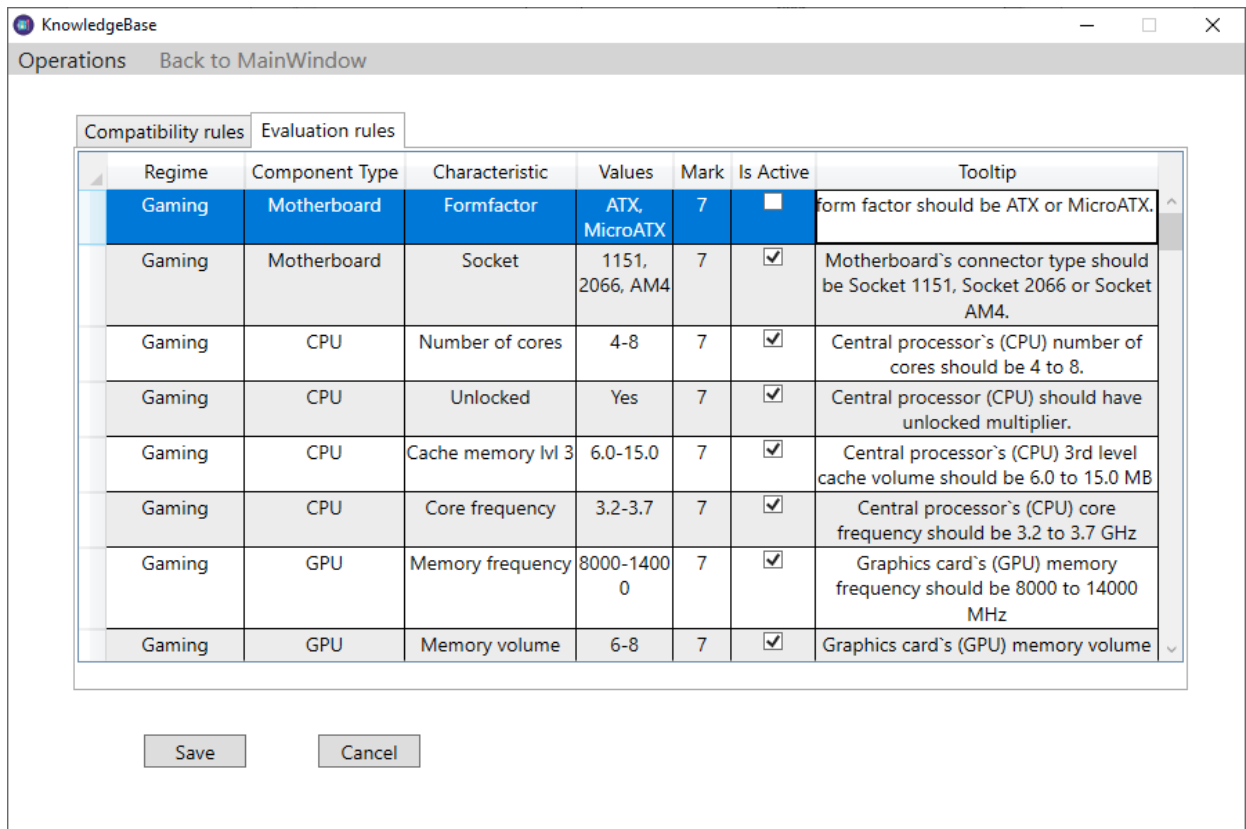 KnowledgeBase
Operations Back to MainWindow
Compatibility rules Evaluation rules
Regime Component Type Characteristic Values Mark Is Active Tooltip
Gaming Motherboard Formfactor ATX, 7 form factor should be ATX or MicroATX.
MicroATX
Gaming Motherboard Socket 1151, 7 Motherboard`s connector type should
2066, AM4 be Socket 1151, Socket 2066 or Socket
AM4.
Gaming CPU Number of cores 4-8 7 Central processor`s (CPU) number of
cores should be 4 to 8.
Gaming CPU Unlocked Yes 7 Central processor (CPU) should have
unlocked multiplier.
Gaming CPU Cache memory lvl 3 6.0-15.0 7 Central processor`s (CPU) 3rd level
cache volume should be 6.0 to 15.0 MB
Gaming CPU Core frequency 3.2-3.7 7 Central processor`s (CPU) core
frequency should be 3.2 to 3.7 GHz
Gaming GPU Memory frequency 8000-1400 7 Graphics card`s (GPU) memory
0 frequency should be 8000 to 14000
MHz
Gaming GPU Memory volume 6-8 7 Graphics card`s (GPU) memory volume
Save Cancel